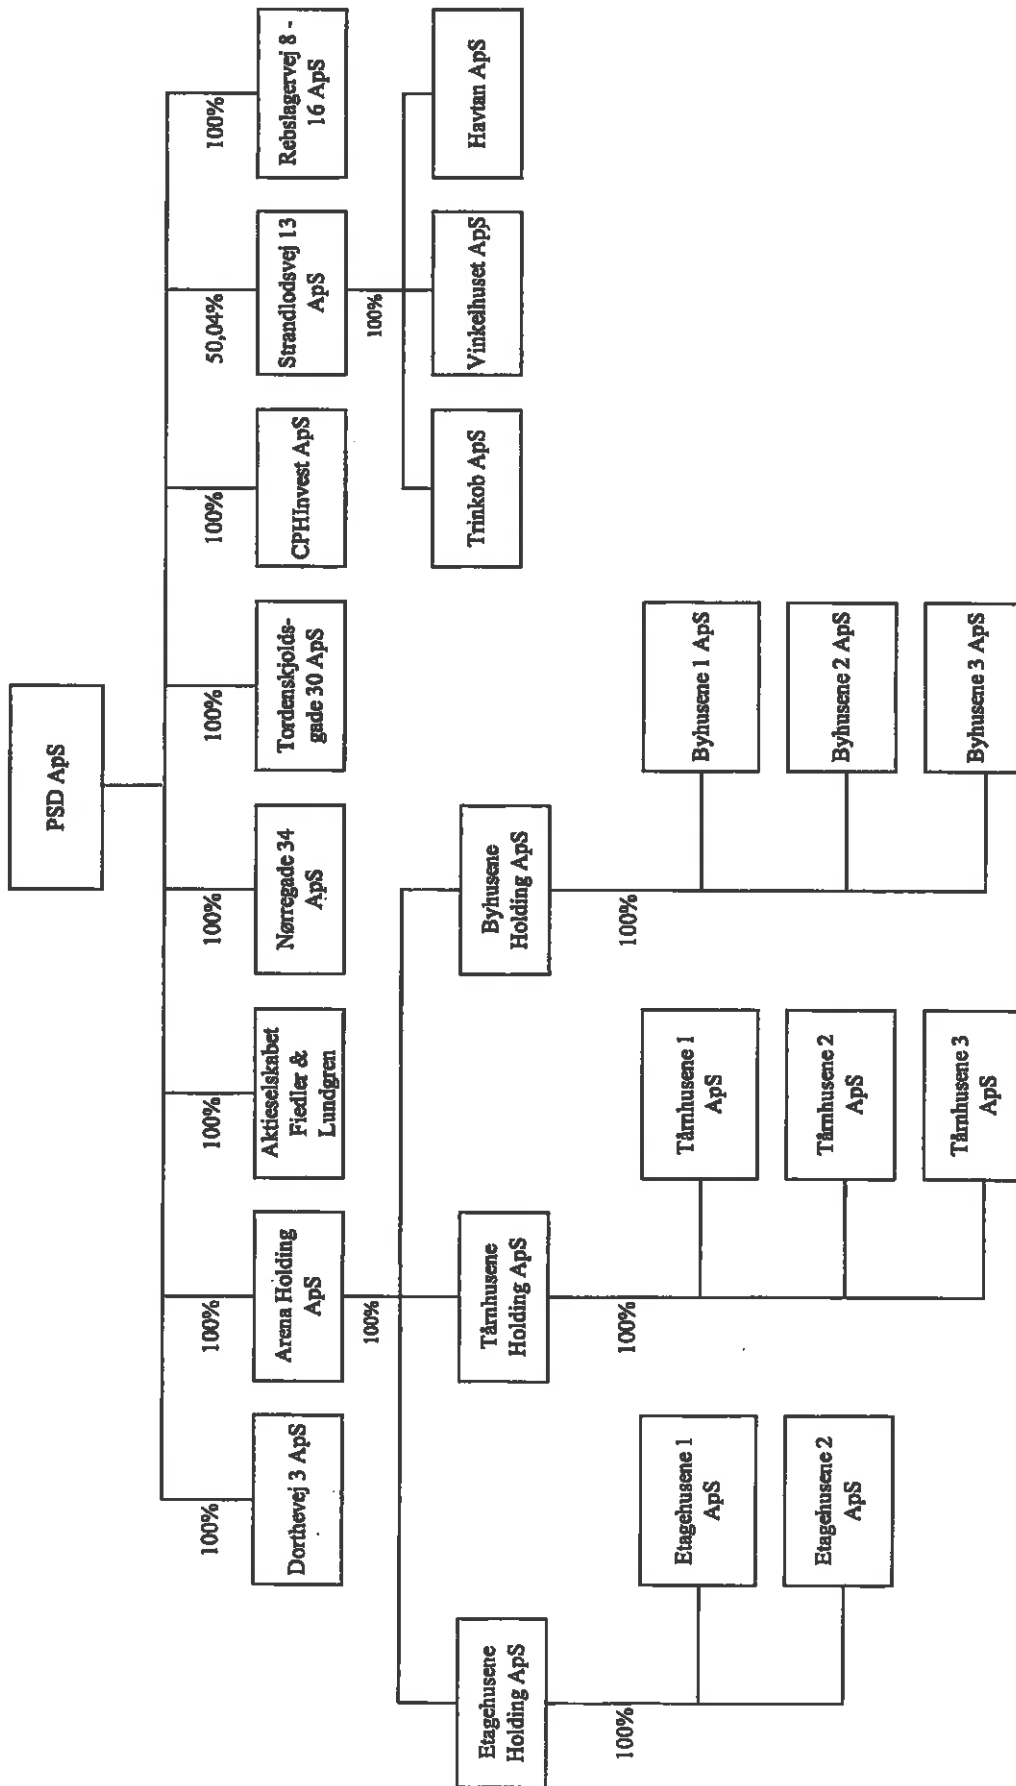 PSD ApS
100%
100%
100%
100%
100%
100%
50,04%
100%
Dorthevej 3 ApS
Arena Holding
ApS
Aktieselskabet
Fiedler &
Lundgren
Nørregade 34
ApS
Tordenskjolds-
gade 30 ApS
CPHInvest ApS
Strandlodsvej 13
ApS
Rebslagervej 8 -
16 ApS
100%
100%
Etagehusene
Holding ApS
Tårnhusene
Holding ApS
Byhusene
Holding ApS
Trinkob ApS
Vinkelhuset ApS
Havtan ApS
100%
100%
100%
Etagehusene 1
ApS
Tårnhusene 1
ApS
Byhusene 1 ApS
Etagehusene 2
ApS
Tårnhusene 2
ApS
Byhusene 2 ApS
Tårnhusene 3
ApS
Byhusene 3 ApS